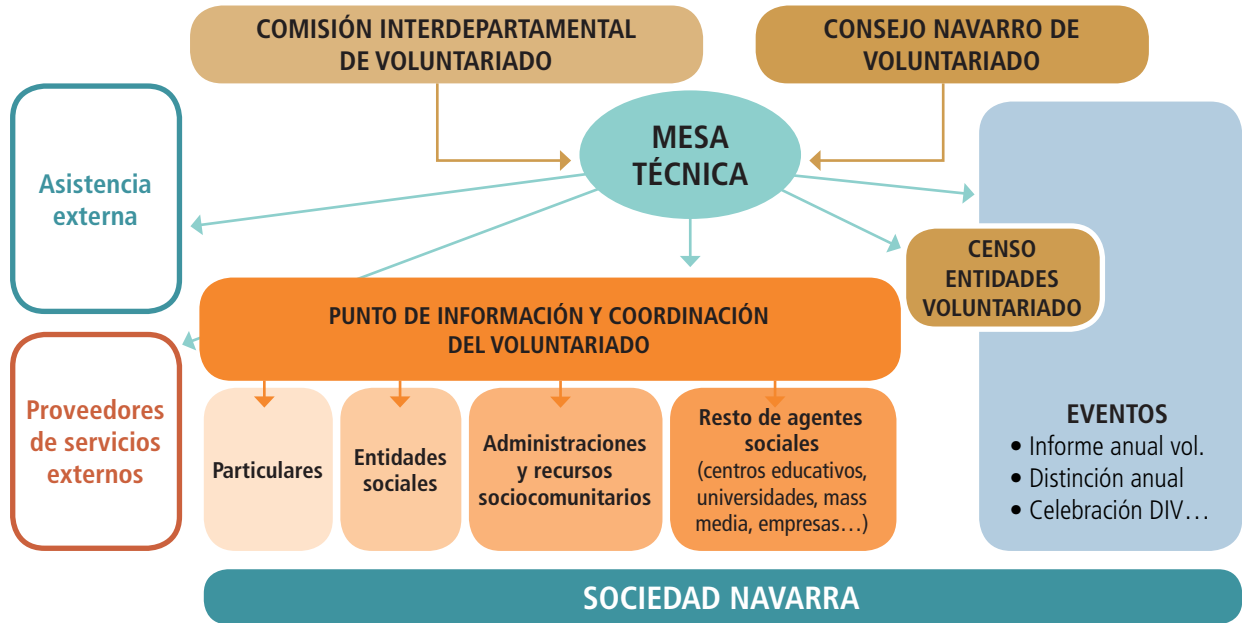 COMISIÓN INTERDEPARTAMENTAL
DE VOLUNTARIADO
CONSEJO NAVARRO DE
VOLUNTARIADO
MESA
TÉCNICA
Asistencia
externa
CENSO
ENTIDADES
VOLUNTARIADO
PUNTO DE INFORMACIÓN Y COORDINACIÓN
DEL VOLUNTARIADO
Proveedores
de servicios
externos
Particulares
Entidades
sociales
Administraciones
y recursos
sociocomunitarios
Resto de agentes
sociales
(centros educativos,
universidades, mass
media, empresas…)
EVENTOS
• Informe anual vol.
• Distinción anual
• Celebración DIV…
SOCIEDAD NAVARRA